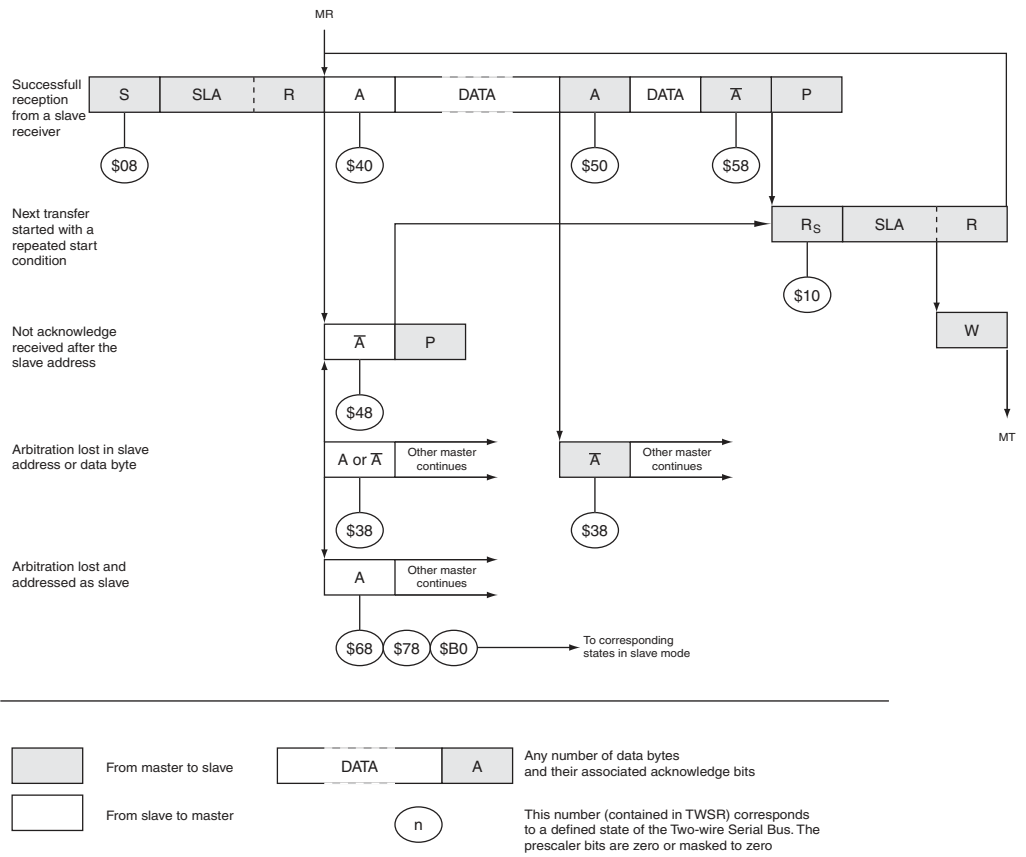 MR
Successfull
reception
from a slave
receiver
S SLA R A DATA A DATA A̅ P
$08 $40 $50 $58
Next transfer
started with a
repeated start
condition
RS SLA R
$10
W
MT
Not acknowledge
received after the
slave address
A̅ P
$48
Arbitration lost in slave
address or data byte
A or A̅ Other master
continues
A̅ Other master
continues
$38 $38
Arbitration lost and
addressed as slave
A Other master
continues
$68 $78 $B0
To corresponding
states in slave mode
From master to slave
From slave to master
DATA A
Any number of data bytes
and their associated acknowledge bits
n
This number (contained in TWSR) corresponds
to a defined state of the Two-wire Serial Bus. The
prescaler bits are zero or masked to zero